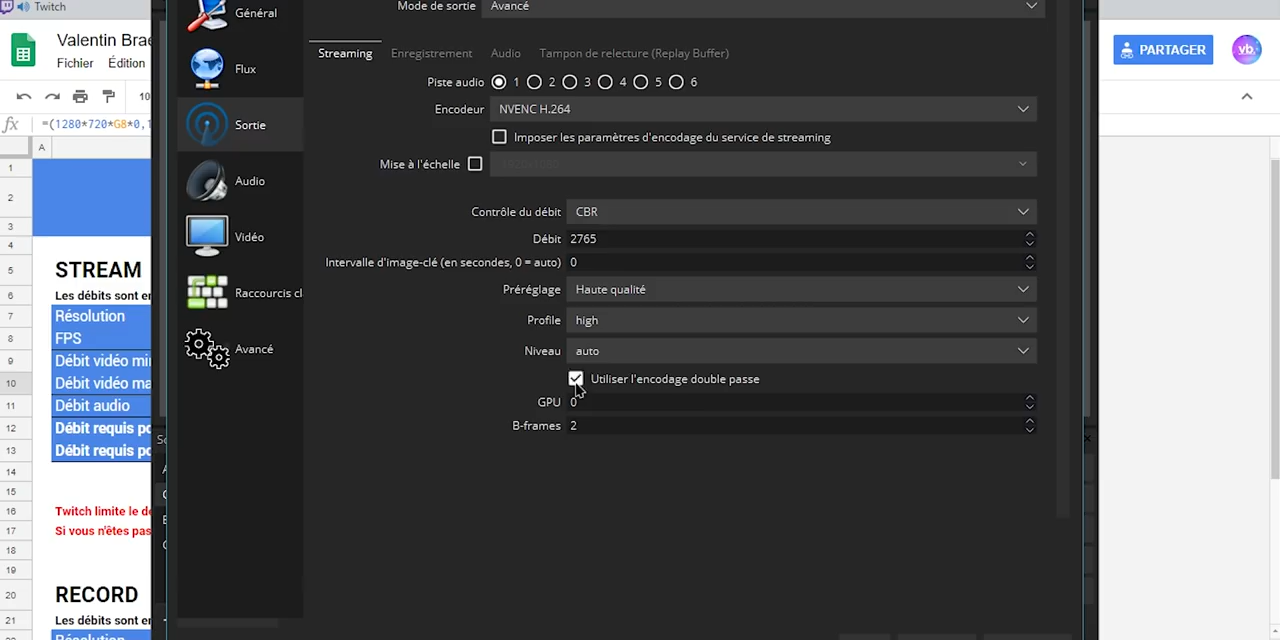 Twitch
Valentin Brae
Fichier Édition
PARTAGER
vb.
10
fx =(1280*720*G8*0,1
A
1
2
3
4
5
6
7
8
9
10
11
12
13
14
15
16
17
18
19
20
21
STREAM
Les débits sont en
Résolution
FPS
Débit vidéo mi
Débit vidéo ma
Débit audio
Débit requis po
Débit requis po
Twitch limite le dé
Si vous n'êtes pas
RECORD
Les débits sont en
Résolution
Général
Flux
Sortie
Audio
Vidéo
Raccourcis cl
Avancé
Mode de sortie Avancé
Streaming Enregistrement Audio Tampon de relecture (Replay Buffer)
Piste audio 1 2 3 4 5 6
Encodeur NVENC H.264
Imposer les paramètres d'encodage du service de streaming
Mise à l'échelle
Contrôle du débit CBR
Débit 2765
Intervalle d'image-clé (en secondes, 0 = auto) 0
Préréglage Haute qualité
Profile high
Niveau auto
Utiliser l'encodage double passe
GPU 0
B-frames 2